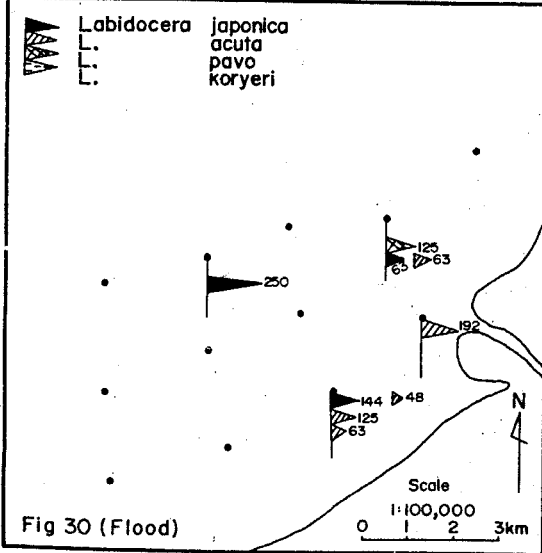 Labidocera japonica
L. acuta
L. pavo
L. koryeri
125
63 63
250
192
144 48
125
63
N
Scale
1:100,000
0 1 2 3km
Fig 30 (Flood)